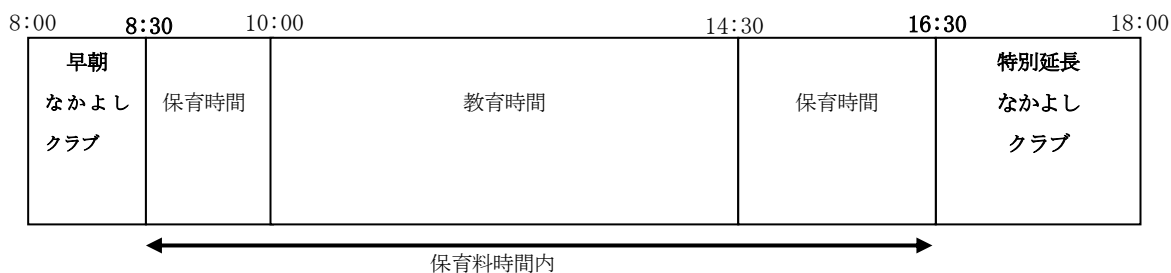 8:00
8:30
10:00
14:30
16:30
18:00
早朝
なかよし
クラブ
保育時間
教育時間
保育時間
特別延長
なかよし
クラブ
保育料時間内